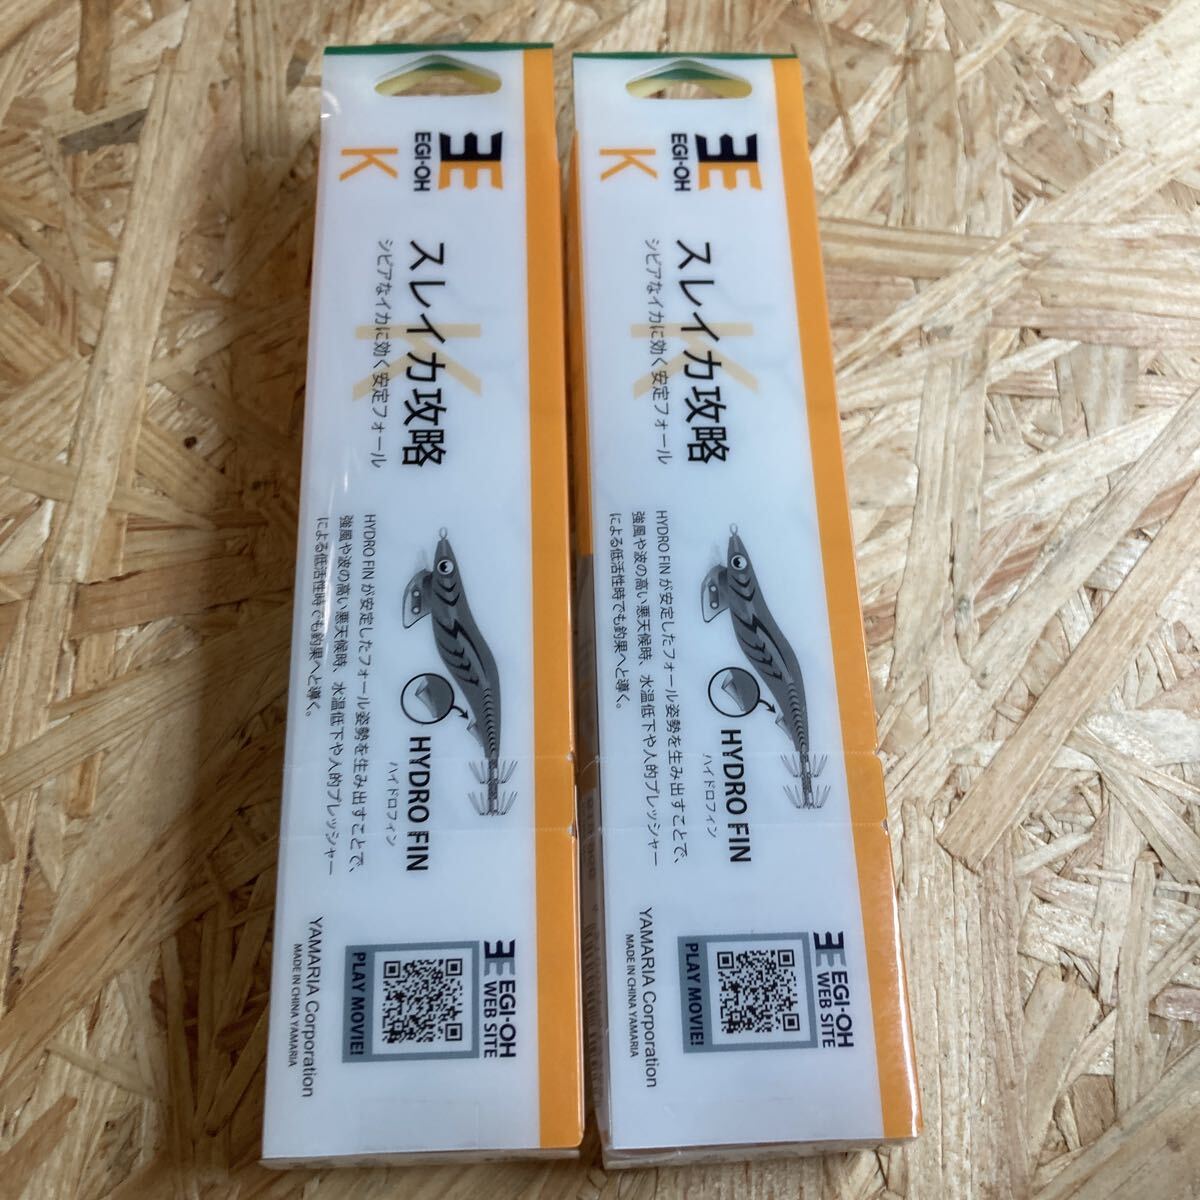 EGI-OH
K
スレイカ攻略
シビアなイカに効く安定フォール
HYDRO FIN が安定したフォール姿勢を生み出すことで、
強風や波の高い悪天候時、水温低下や人的プレッシャー
による低活性時でも釣果へと導く。
HYDRO FIN
ハイドロフィン
EGI-OH
WEB SITE
PLAY MOVIE!
YAMARIA Corporation
MADE IN CHINA YAMARIA
EGI-OH
K
スレイカ攻略
シビアなイカに効く安定フォール
HYDRO FIN が安定したフォール姿勢を生み出すことで、
強風や波の高い悪天候時、水温低下や人的プレッシャー
による低活性時でも釣果へと導く。
HYDRO FIN
ハイドロフィン
EGI-OH
WEB SITE
PLAY MOVIE!
YAMARIA Corporation
MADE IN CHINA YAMARIA